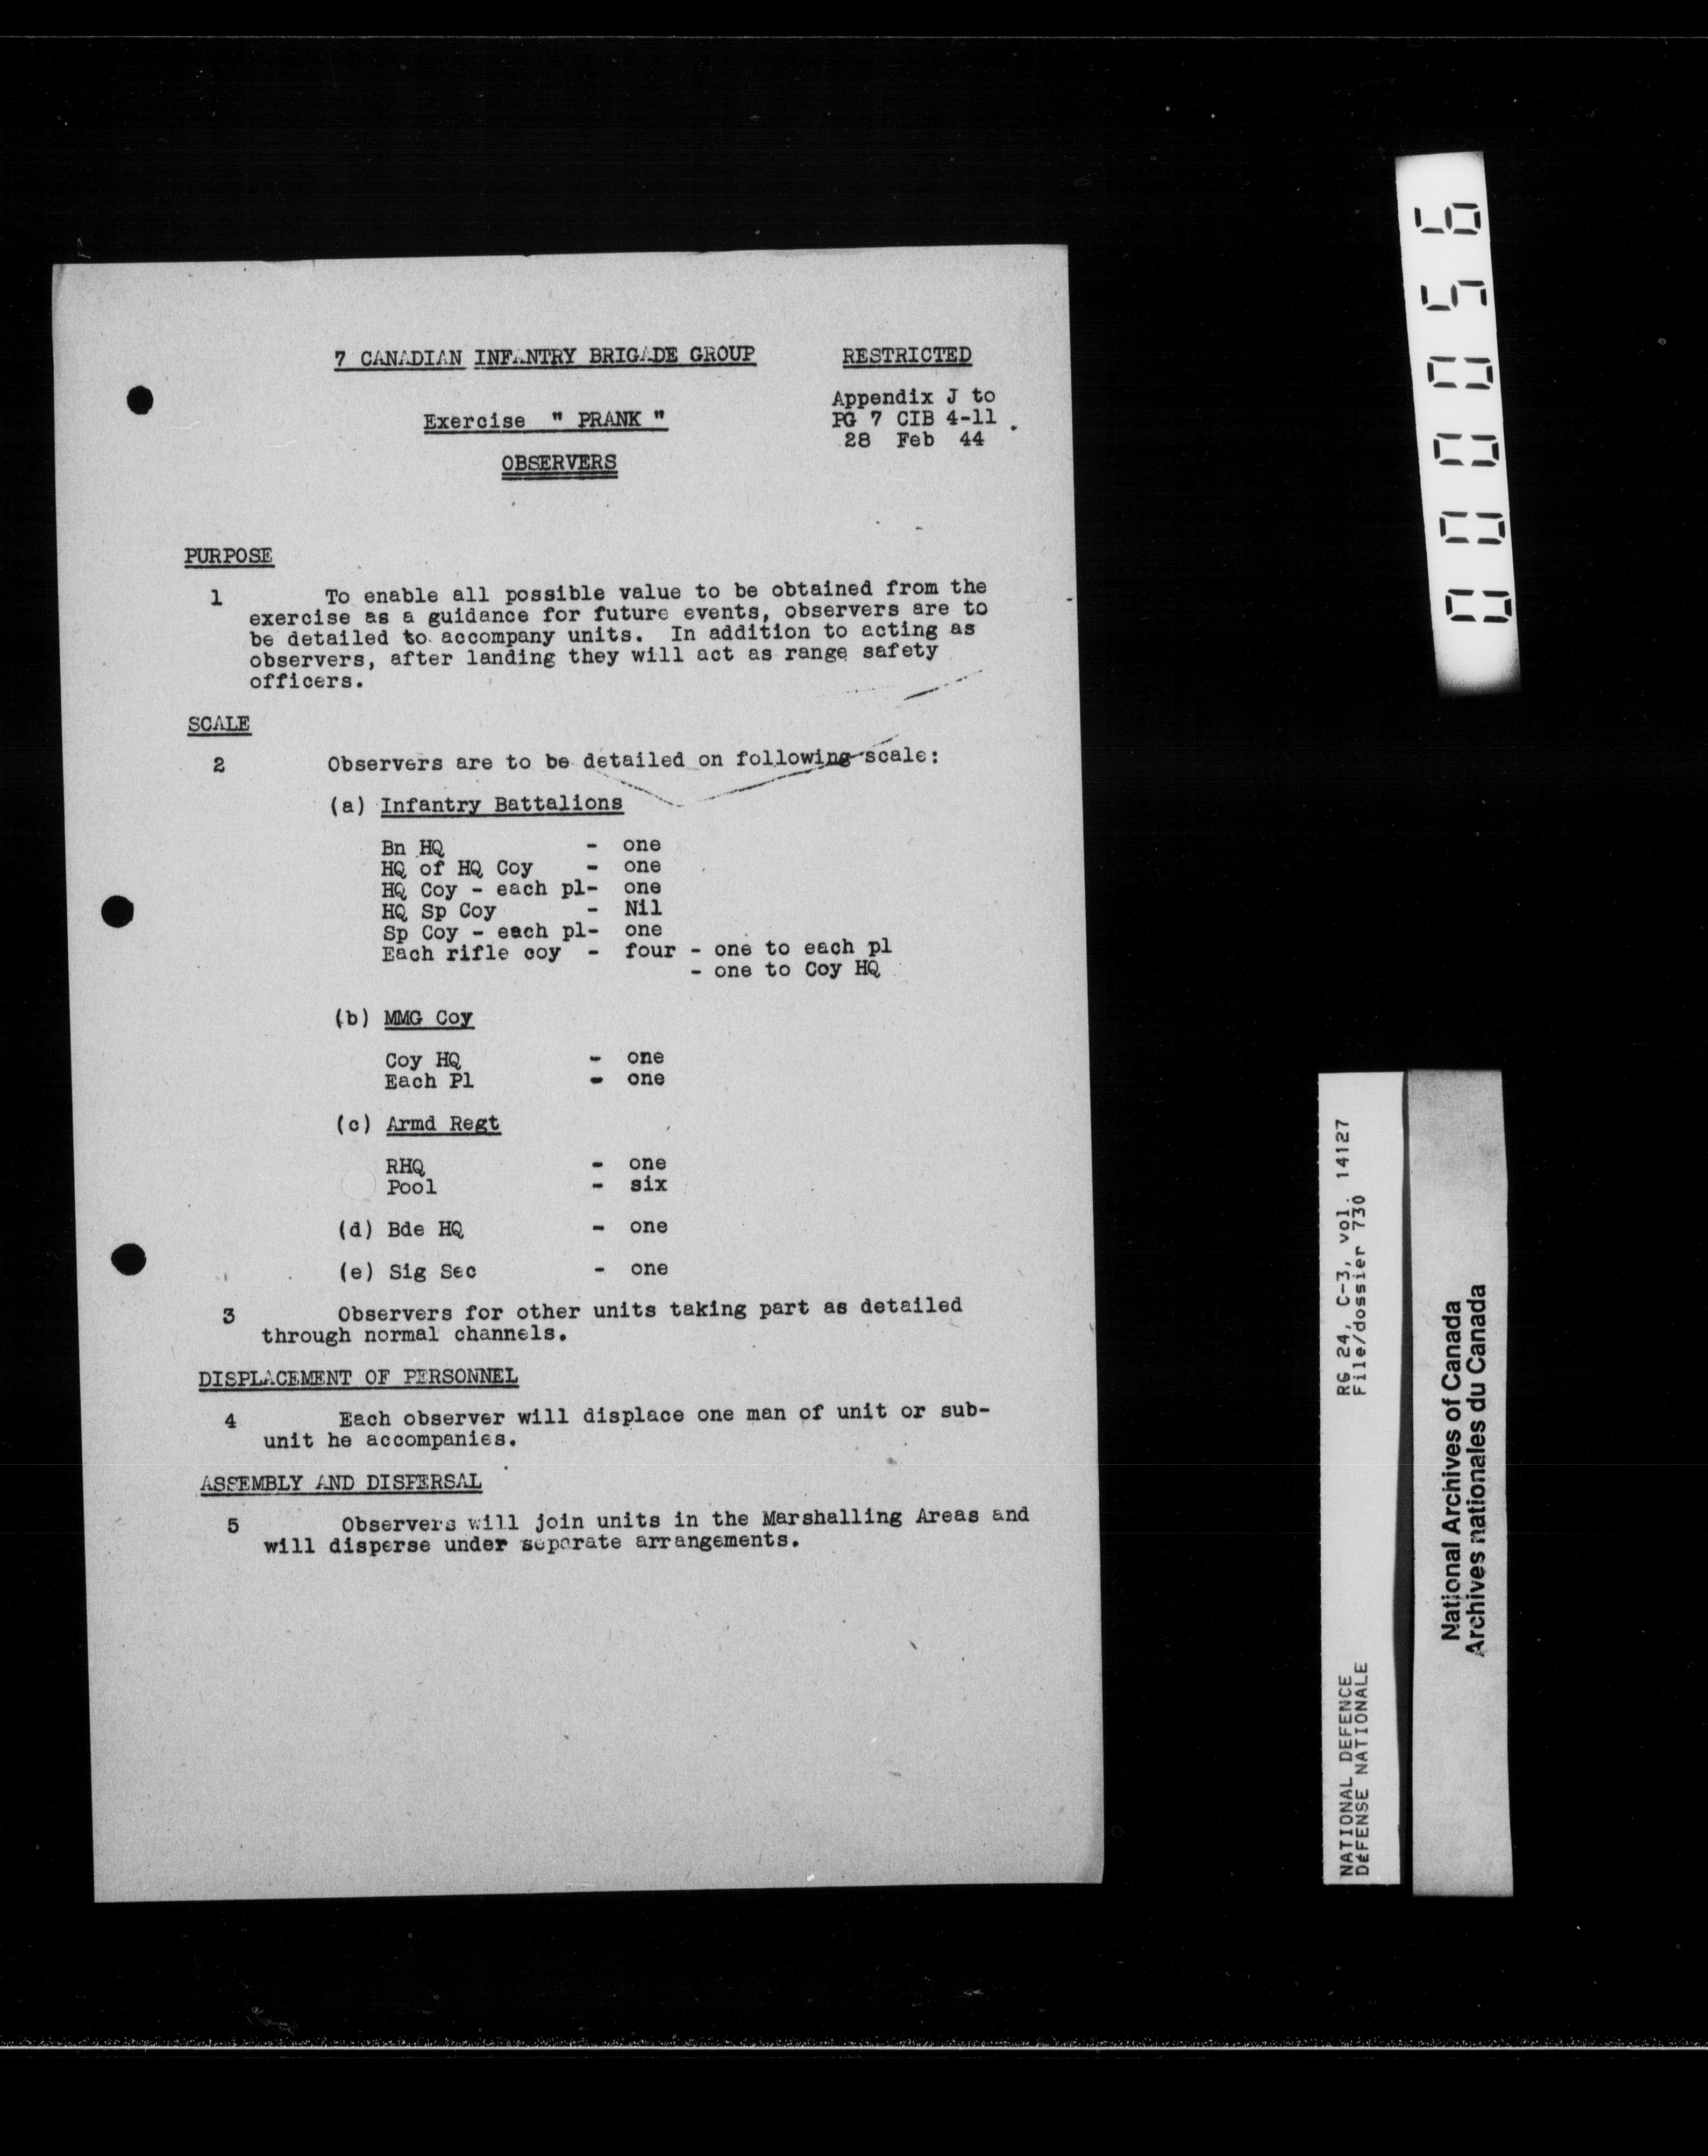 7 CANADIAN INFANTRY BRIGADE GROUP
RESTRICTED
Appendix J to
PG 7 CIB 4-11
28 Feb 44
Exercise " PRANK "
OBSERVERS
PURPOSE
1 To enable all possible value to be obtained from the
exercise as a guidance for future events, observers are to
be detailed to accompany units. In addition to acting as
observers, after landing they will act as range safety
officers.
SCALE
2 Observers are to be detailed on following scale:
(a) Infantry Battalions
Bn HQ - one
HQ of HQ Coy - one
HQ Coy - each pl- one
HQ Sp Coy - Nil
Sp Coy - each pl- one
Each rifle coy - four - one to each pl
- one to Coy HQ
(b) MMG Coy
Coy HQ - one
Each Pl - one
(c) Armd Regt
RHQ - one
Pool - six
(d) Bde HQ - one
(e) Sig Sec - one
3 Observers for other units taking part as detailed
through normal channels.
DISPLACEMENT OF PERSONNEL
4 Each observer will displace one man of unit or sub-
unit he accompanies.
ASSEMBLY AND DISPERSAL
5 Observers will join units in the Marshalling Areas and
will disperse under separate arrangements.
000056
NATIONAL DEFENCE RG 24, C-3, vol. 14127
DéFENSE NATIONALE File/dossier 730
National Archives of Canada
Archives nationales du Canada